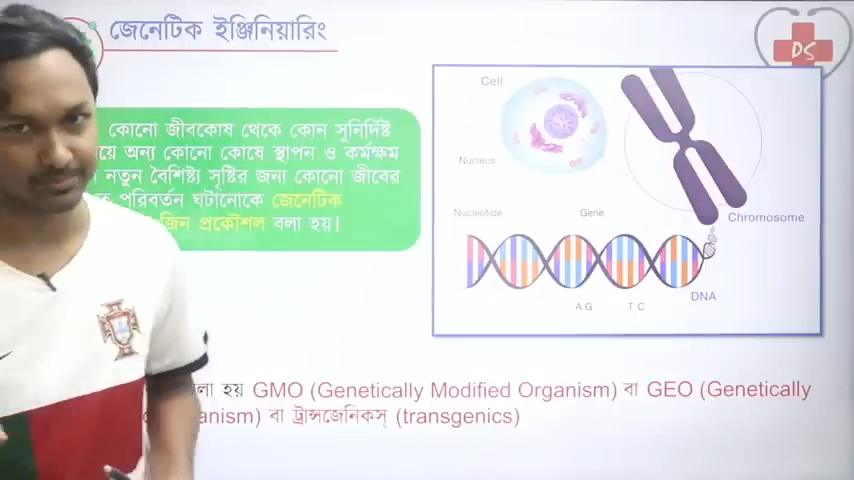 জেনেটিক ইঞ্জিনিয়ারিং
DS
কোনো জীবকোষ থেকে কোন সুনির্দিষ্ট
অন্য কোনো কোষে স্থাপন ও কর্মক্ষম
নতুন বৈশিষ্ট্য সৃষ্টির জন্য কোনো জীবের
পরিবর্তন ঘটানোকে জেনেটিক
জিন প্রকৌশল বলা হয়।
Cell
Nucleus
Chromosome
Nucleotide
Gene
DNA
A G
T C
হয় GMO (Genetically Modified Organism) বা GEO (Genetically
বা ট্রান্সজেনিকস্ (transgenics)